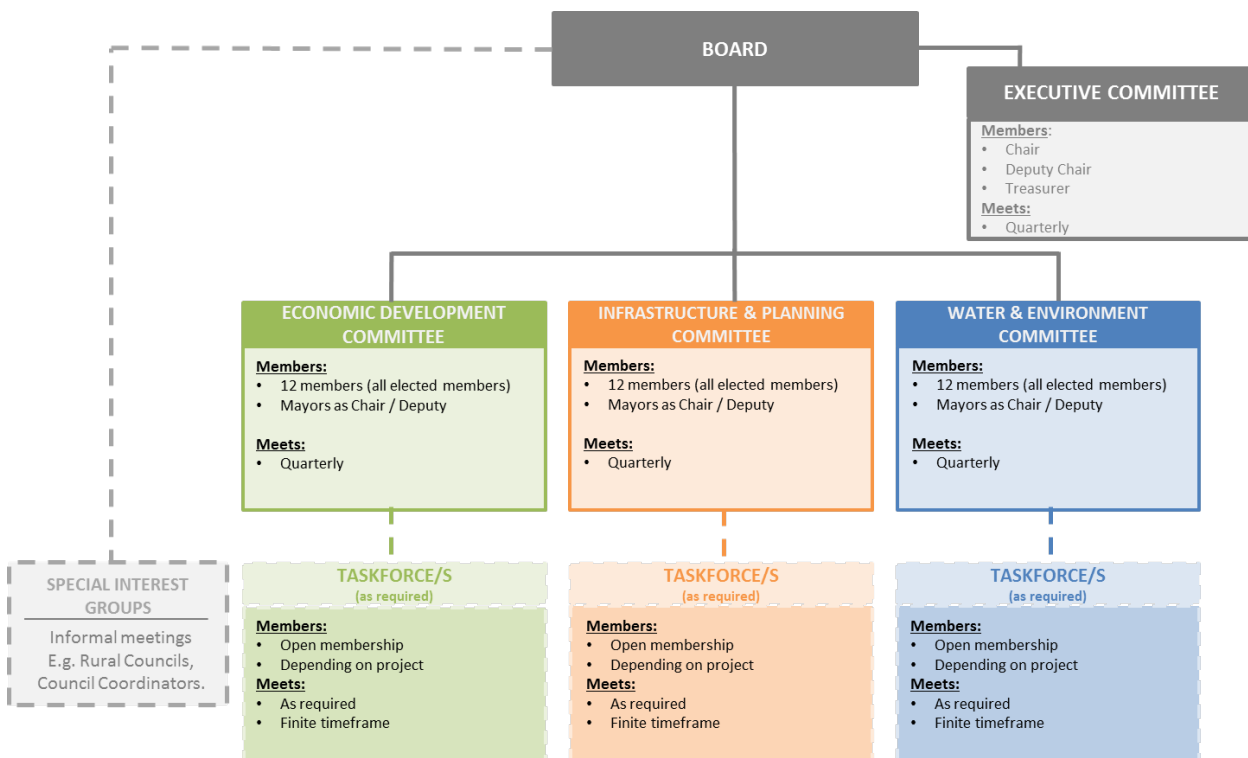 BOARD
EXECUTIVE COMMITTEE
Members:
• Chair
• Deputy Chair
• Treasurer
Meets:
• Quarterly
ECONOMIC DEVELOPMENT
COMMITTEE
Members:
• 12 members (all elected members)
• Mayors as Chair / Deputy
Meets:
• Quarterly
INFRASTRUCTURE & PLANNING
COMMITTEE
Members:
• 12 members (all elected members)
• Mayors as Chair / Deputy
Meets:
• Quarterly
WATER & ENVIRONMENT
COMMITTEE
Members:
• 12 members (all elected members)
• Mayors as Chair / Deputy
Meets:
• Quarterly
SPECIAL INTEREST
GROUPS
Informal meetings
E.g. Rural Councils,
Council Coordinators.
TASKFORCE/S
(as required)
Members:
• Open membership
• Depending on project
Meets:
• As required
• Finite timeframe
TASKFORCE/S
(as required)
Members:
• Open membership
• Depending on project
Meets:
• As required
• Finite timeframe
TASKFORCE/S
(as required)
Members:
• Open membership
• Depending on project
Meets:
• As required
• Finite timeframe